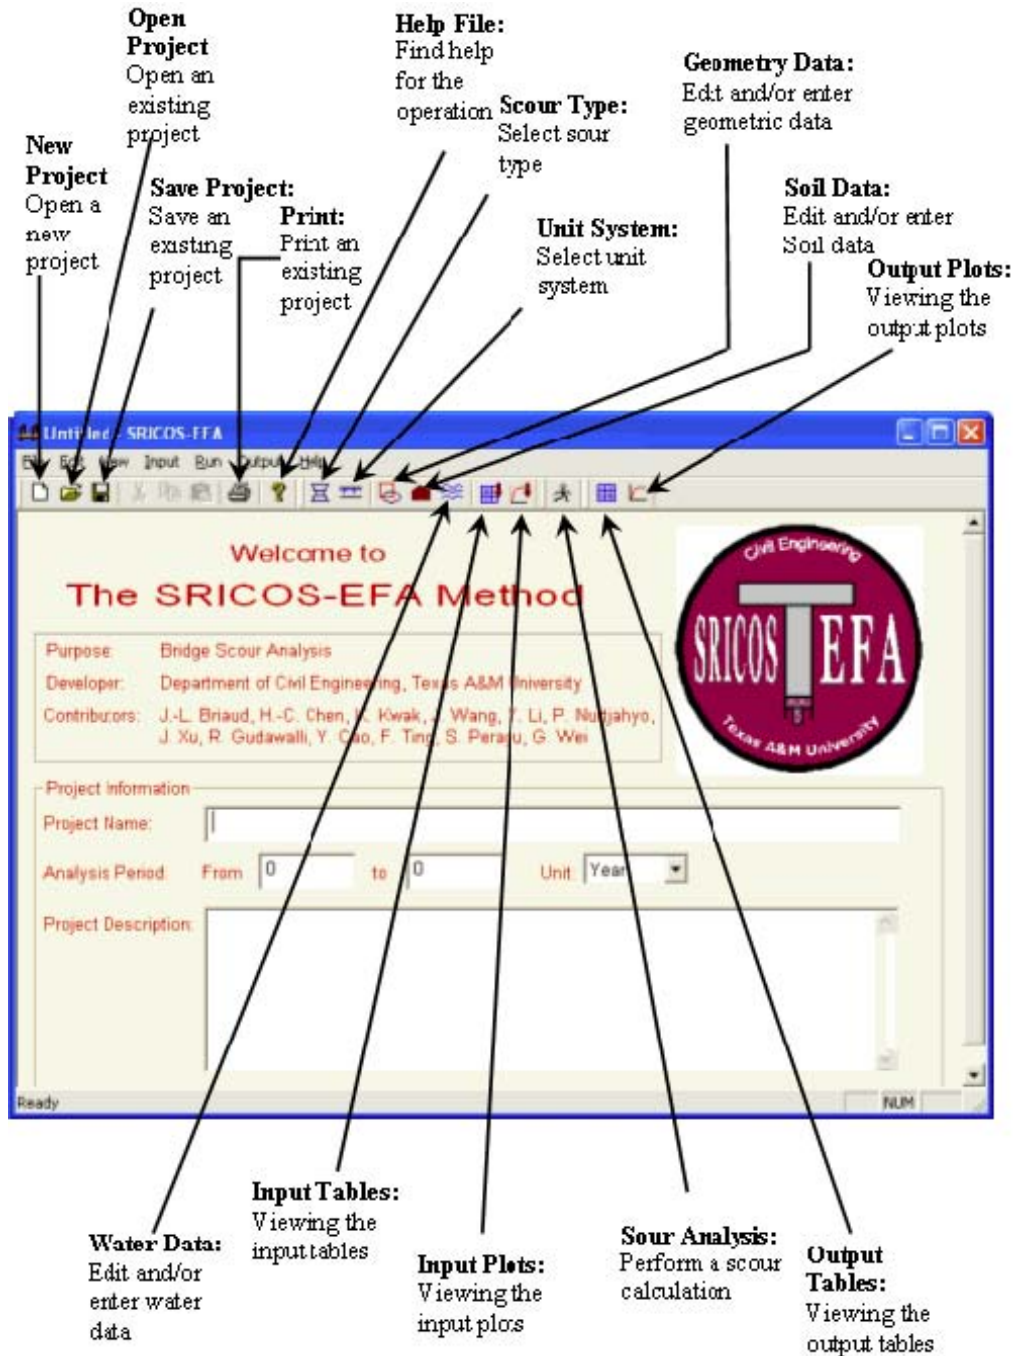 Open
Project
Open an
existing
project
Help File:
Find help
for the
operation
Scour Type:
Select sour
type
Geometry Data:
Edit and/or enter
geometric data
New
Project
Open a
new
project
Save Project:
Save an
existing
project
Print:
Print an
existing
project
Unit System:
Select unit
system
Soil Data:
Edit and/or enter
Soil data
Output Plots:
Viewing the
output plots
Untitled - SRICOS-EFA
File Edit View Input Run Output Help
Welcome to
The SRICOS-EFA Method
Purpose: Bridge Scour Analysis
Developer: Department of Civil Engineering, Texas A&M University
Contributors: J.-L. Briaud, H.-C. Chen, K. Kwak, J. Wang, Y. Li, P. Nurtjahyo,
J. Xu, R. Gudavalli, Y. Cao, F. Ting, S. Perugu, G. Wei
Civil Engineering
SRICOS EFA
Texas A&M University
Project Information
Project Name:
Analysis Period: From 0 to 0 Unit: Year
Project Description:
Ready NUM
Water Data:
Edit and/or
enter water
data
Input Tables:
Viewing the
input tables
Input Plots:
Viewing the
input plots
Sour Analysis:
Perform a scour
calculation
Output
Tables:
Viewing the
output tables